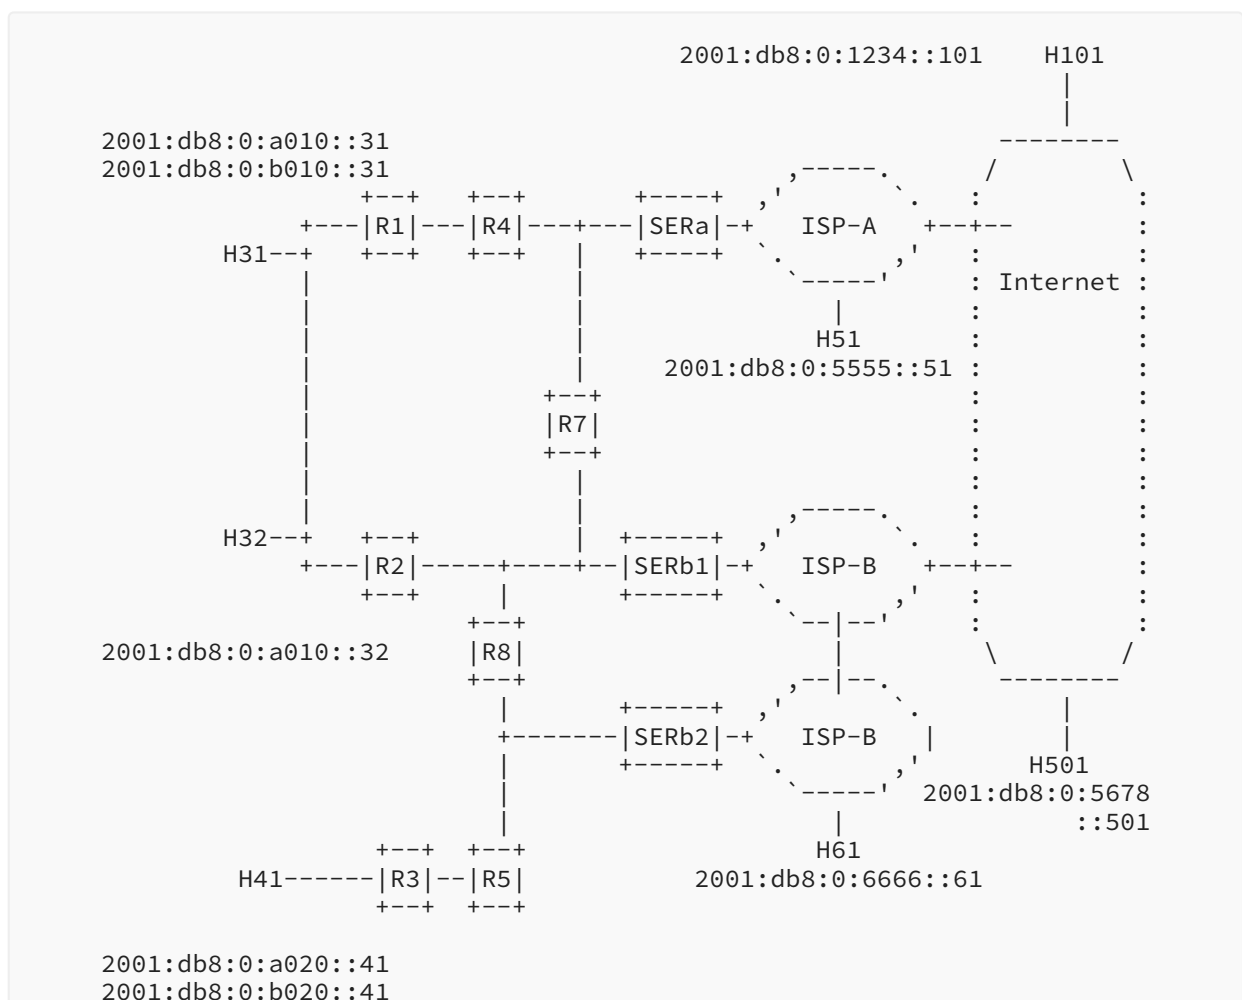 2001:db8:0:1234::101    H101
                                                               |
                                                               |
2001:db8:0:a010::31                                        --------
2001:db8:0:b010::31                          ,-----.      /        \
                 +--+   +--+       +-----+  ,'       `.   :          :
             +---|R1|---|R4|---+---|SERa|-+   ISP-A   +--+--         :
        H31--+   +--+   +--+   |   +-----+  `.       ,'   :          :
             |                 |             `-----'      : Internet :
             |                 |                |         :          :
             |                 |               H51        :          :
             |                 |     2001:db8:0:5555::51  :          :
             |               +--+                         :          :
             |               |R7|                         :          :
             |               +--+                         :          :
             |                 |                          :          :
             |                 |             ,-----.      :          :
        H32--+   +--+          |  +------+  ,'       `.   :          :
             +---|R2|-----+----+--|SERb1|-+   ISP-B   +--+--         :
                 +--+     |       +-----+   `.       ,'   :          :
                        +--+                 `--|--'      :          :
2001:db8:0:a010::32     |R8|                    |          \        /
                        +--+                 ,--|--.        --------
                          |       +------+  ,'       `.        |
                          +-------|SERb2|-+   ISP-B    |       |
                          |       +-----+   `.       ,'      H501
                          |                  `-----'  2001:db8:0:5678
                          |                     |               ::501
                  +--+  +--+                   H61
         H41------|R3|--|R5|           2001:db8:0:6666::61
                  +--+  +--+
2001:db8:0:a020::41
2001:db8:0:b020::41